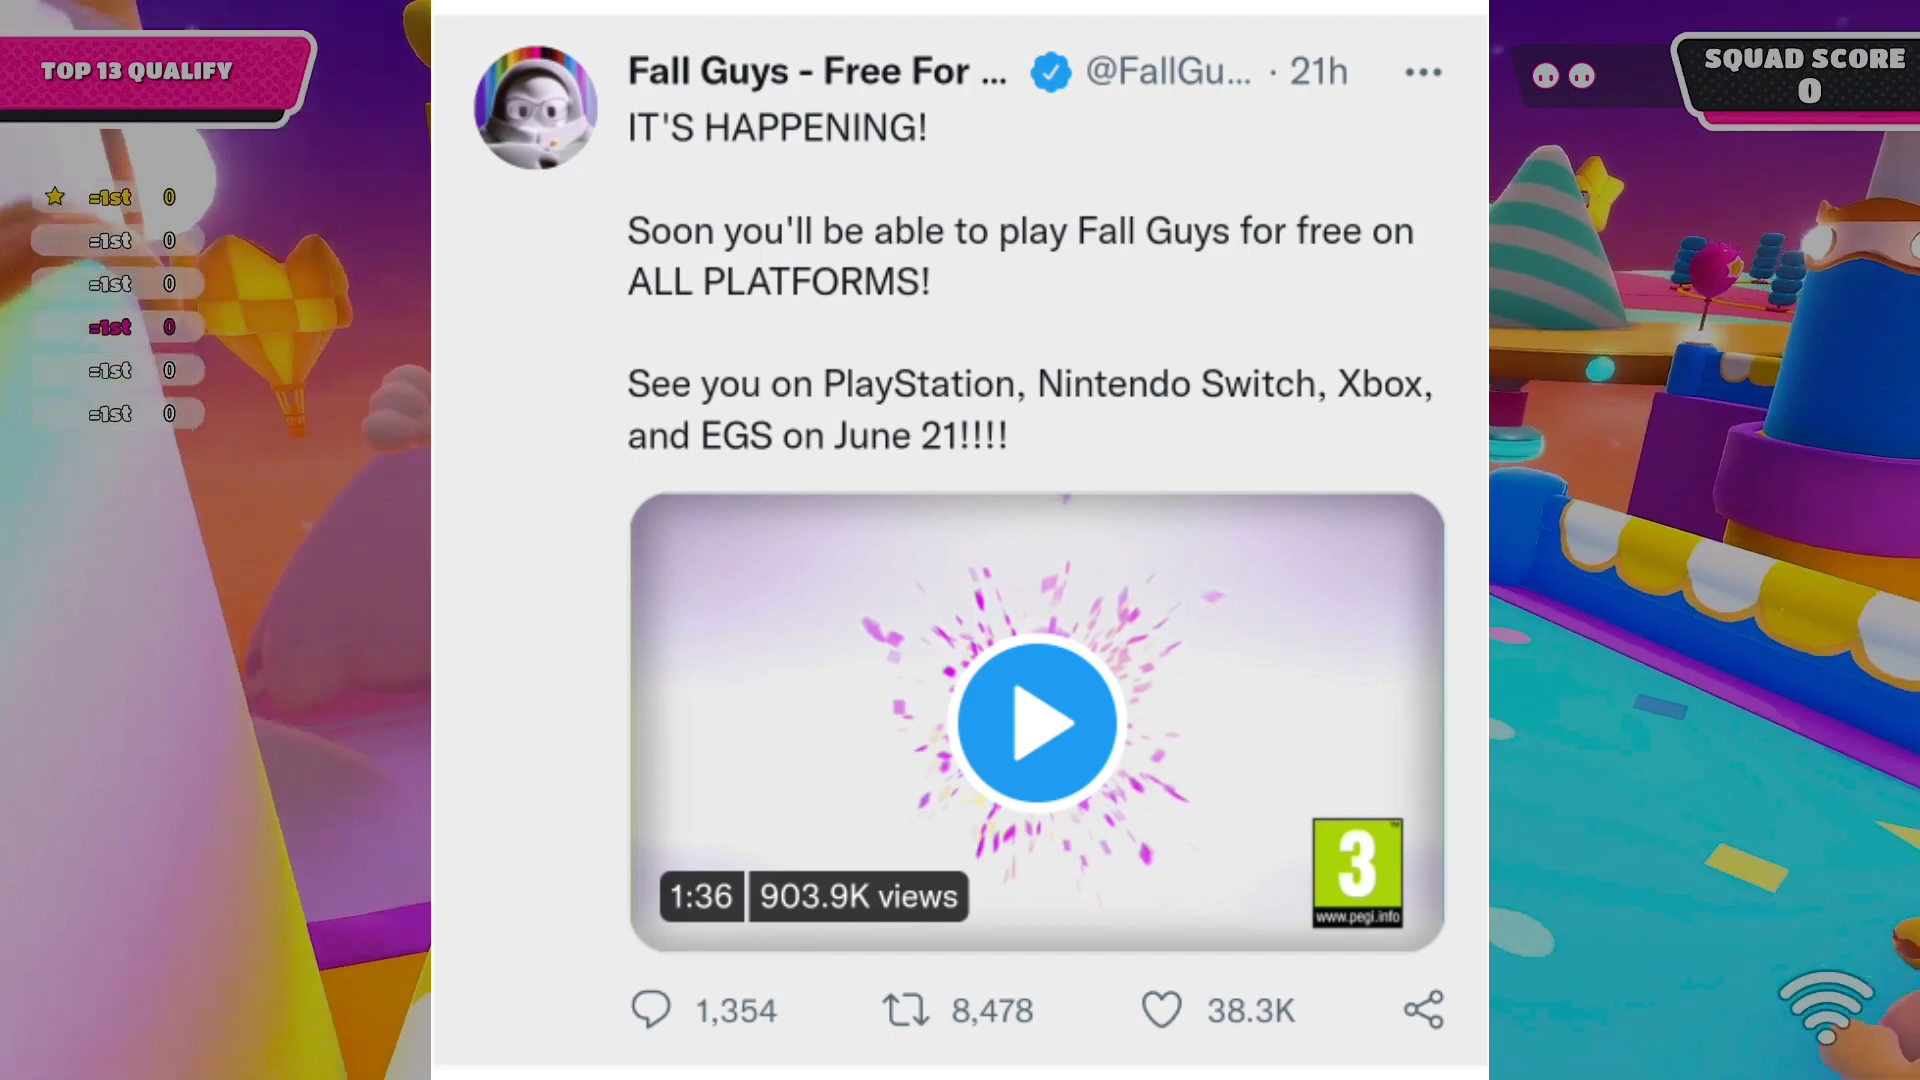 TOP 13 QUALIFY
=1st 0
=1st 0
=1st 0
=1st 0
=1st 0
=1st 0
Fall Guys - Free For ... @FallGu... · 21h
IT'S HAPPENING!
Soon you'll be able to play Fall Guys for free on
ALL PLATFORMS!
See you on PlayStation, Nintendo Switch, Xbox,
and EGS on June 21!!!!
1:36 903.9K views
3
www.pegi.info
1,354 8,478 38.3K
SQUAD SCORE
0